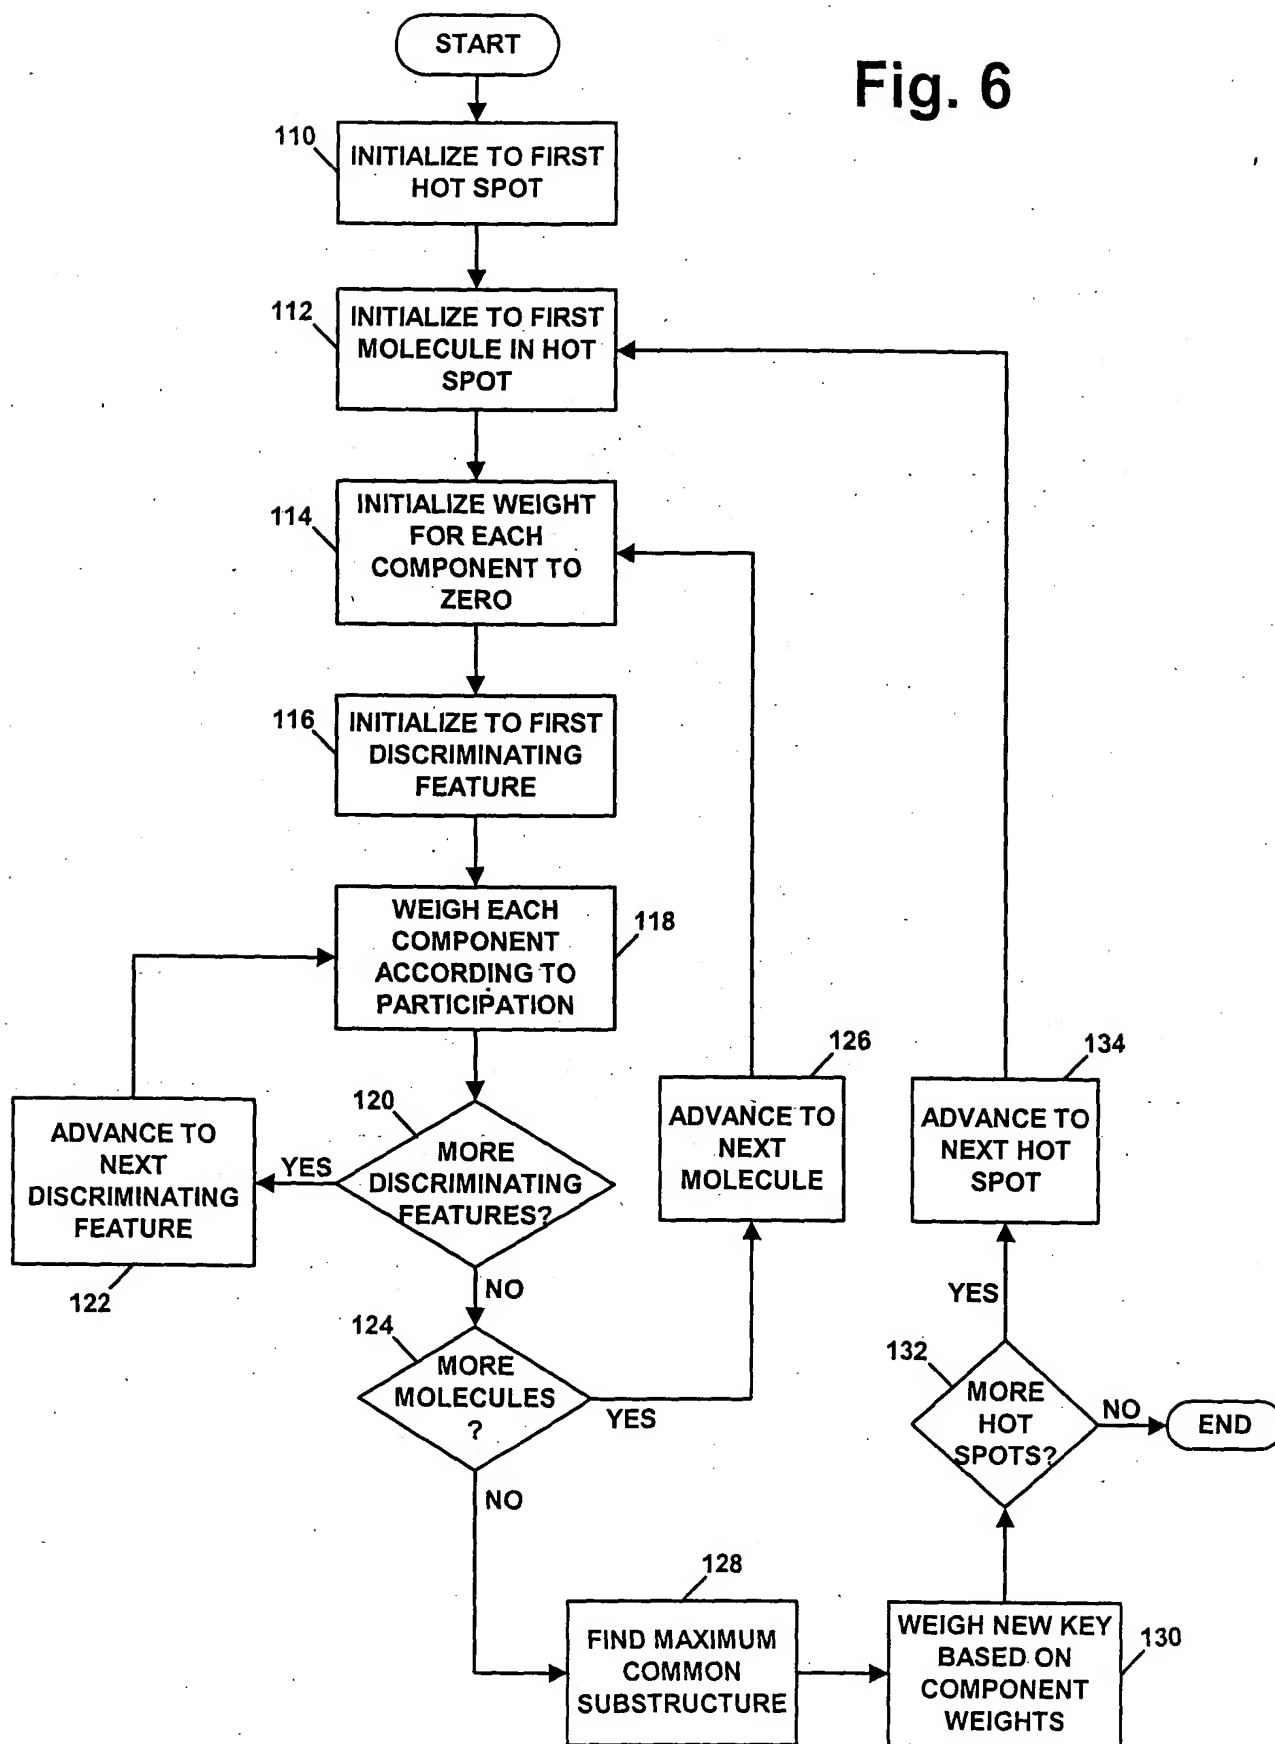 START
Fig. 6
110
INITIALIZE TO FIRST
HOT SPOT
112
INITIALIZE TO FIRST
MOLECULE IN HOT
SPOT
114
INITIALIZE WEIGHT
FOR EACH
COMPONENT TO
ZERO
116
INITIALIZE TO FIRST
DISCRIMINATING
FEATURE
WEIGH EACH
COMPONENT
ACCORDING TO
PARTICIPATION
118
120
MORE
DISCRIMINATING
FEATURES?
YES
ADVANCE TO
NEXT
DISCRIMINATING
FEATURE
122
NO
124
MORE
MOLECULES
?
YES
126
ADVANCE TO
NEXT
MOLECULE
NO
128
FIND MAXIMUM
COMMON
SUBSTRUCTURE
WEIGH NEW KEY
BASED ON
COMPONENT
WEIGHTS
130
132
MORE
HOT
SPOTS?
NO
END
YES
134
ADVANCE TO
NEXT HOT
SPOT